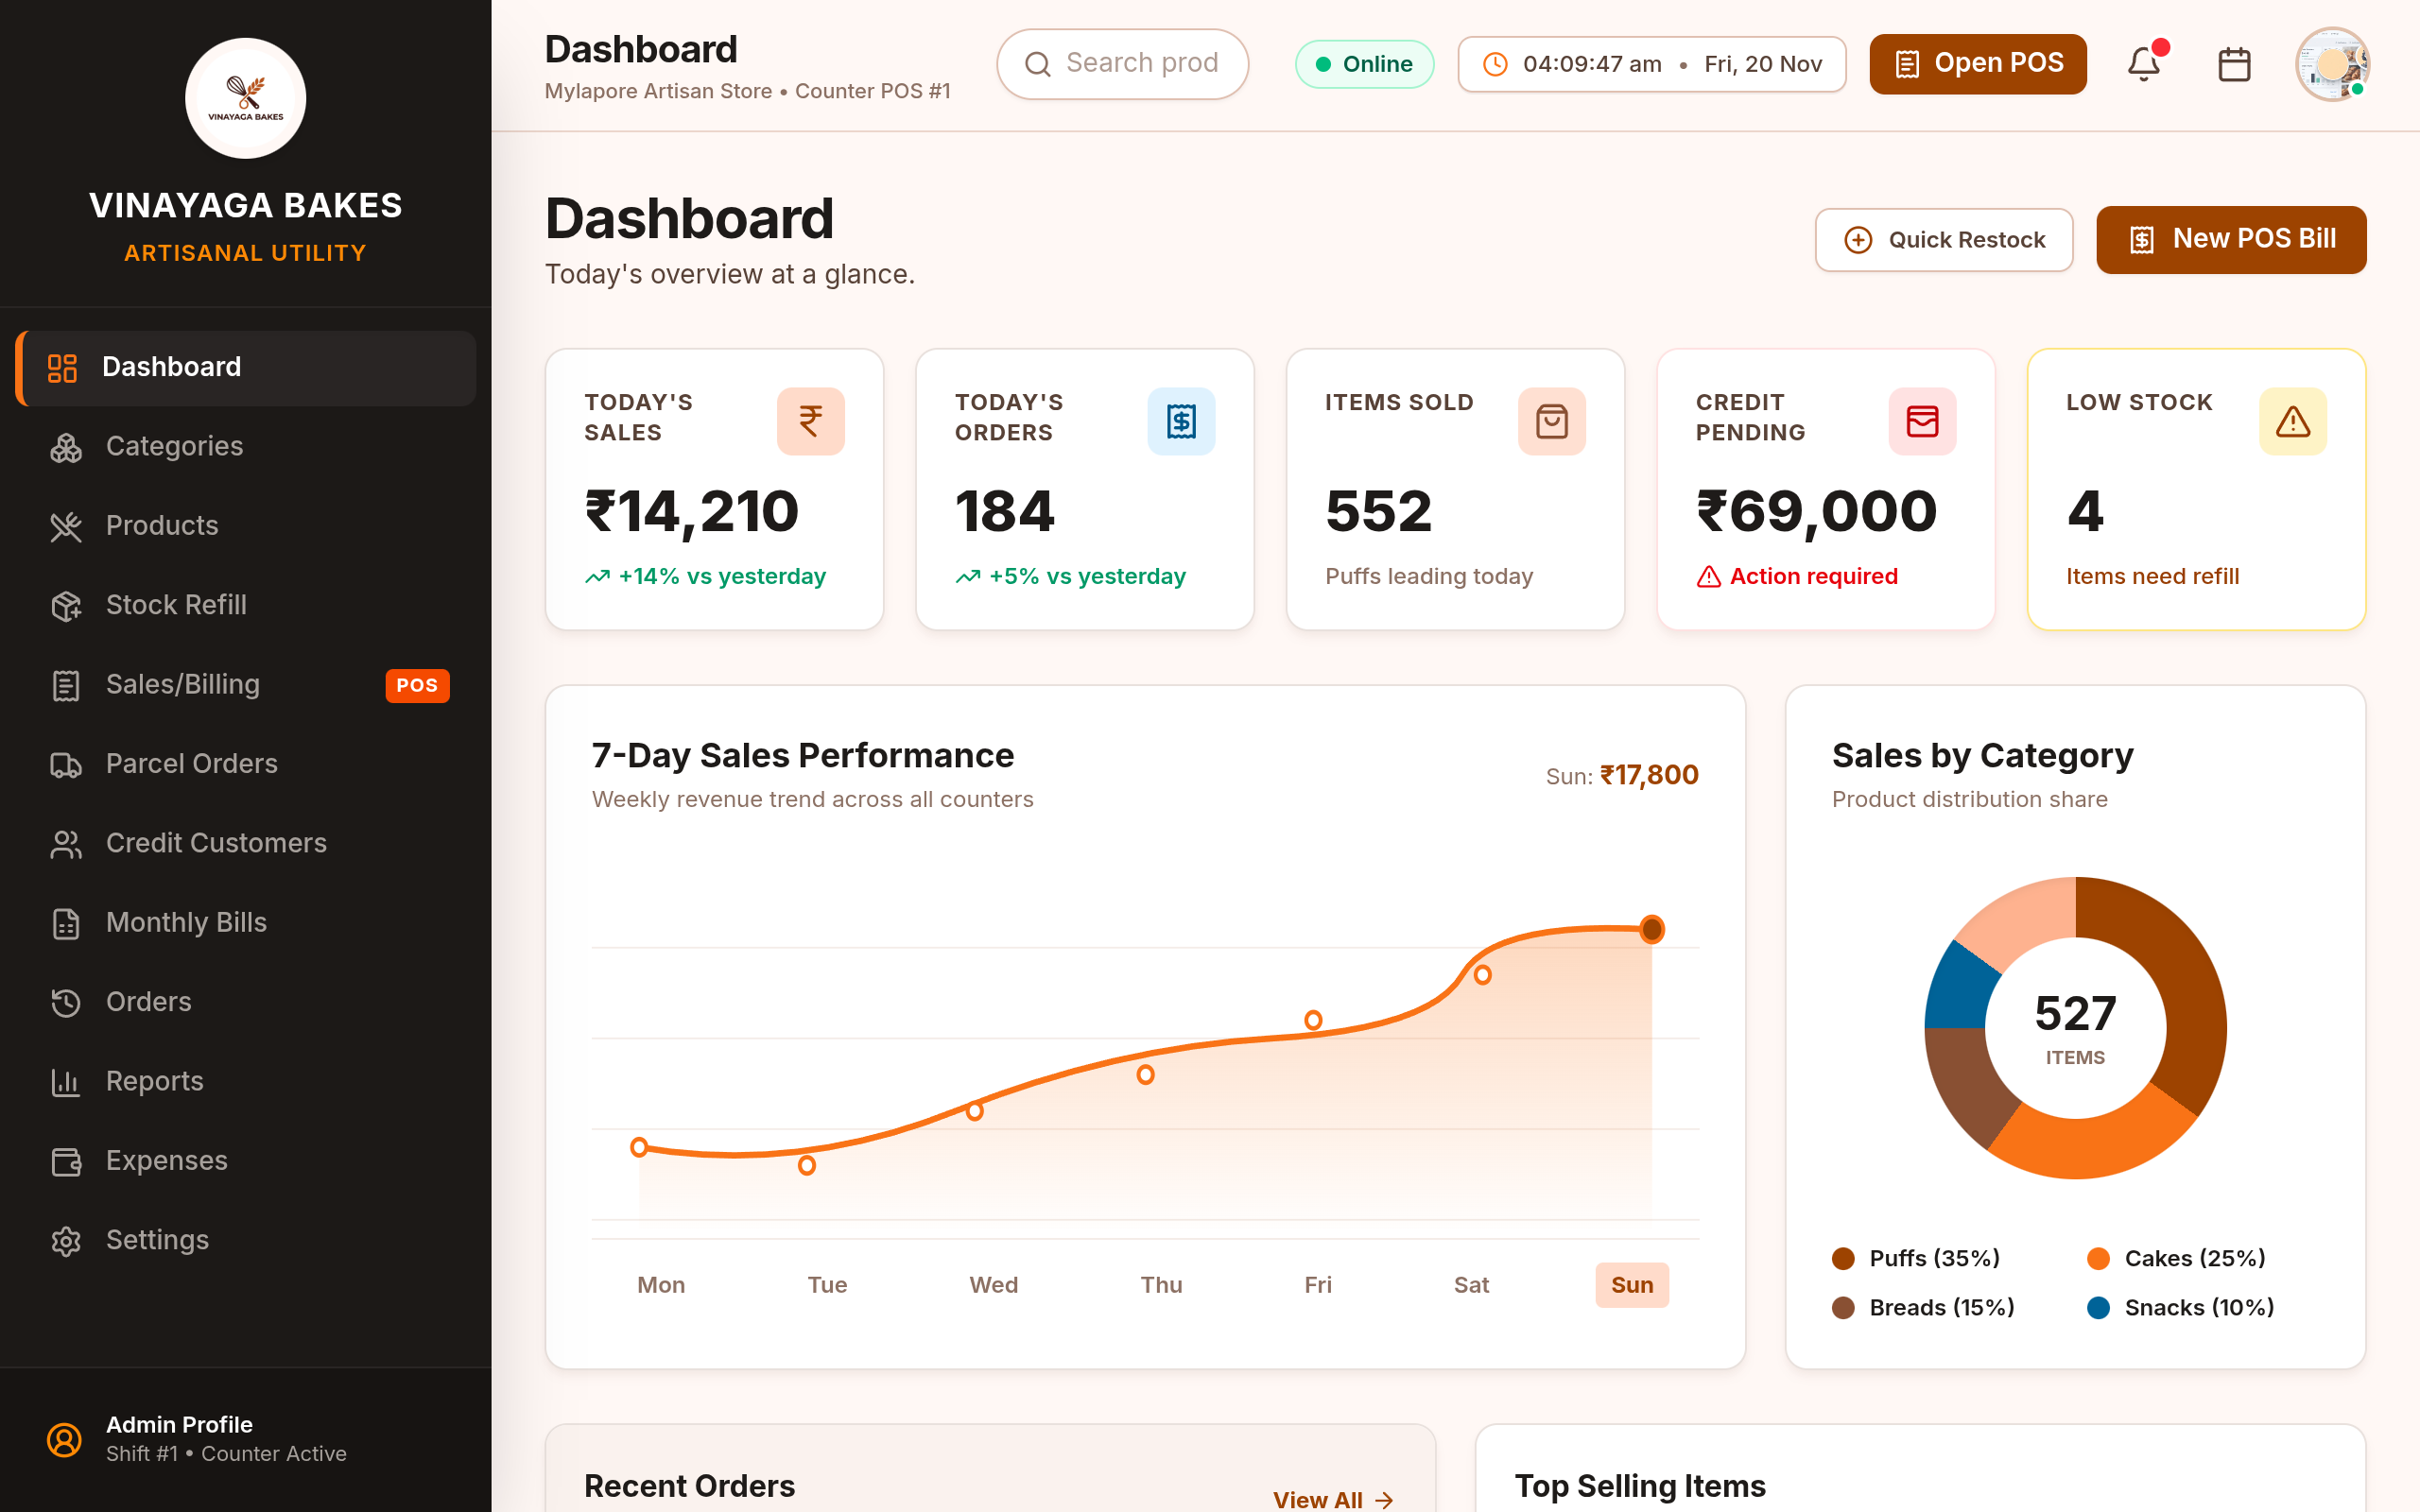 VINAYAGA BAKES
VINAYAGA BAKES
ARTISANAL UTILITY
Dashboard
Categories
Products
Stock Refill
Sales/Billing POS
Parcel Orders
Credit Customers
Monthly Bills
Orders
Reports
Expenses
Settings
Admin Profile
Shift #1 • Counter Active
Dashboard
Mylapore Artisan Store • Counter POS #1
Search prod
Online
04:09:47 am • Fri, 20 Nov
Open POS
Dashboard
Today's overview at a glance.
Quick Restock
New POS Bill
TODAY'S
SALES
₹14,210
+14% vs yesterday
TODAY'S
ORDERS
184
+5% vs yesterday
ITEMS SOLD
552
Puffs leading today
CREDIT
PENDING
₹69,000
Action required
LOW STOCK
4
Items need refill
7-Day Sales Performance
Weekly revenue trend across all counters
Sun: ₹17,800
Mon Tue Wed Thu Fri Sat Sun
Sales by Category
Product distribution share
527
ITEMS
Puffs (35%) Cakes (25%)
Breads (15%) Snacks (10%)
Recent Orders
View All
Top Selling Items